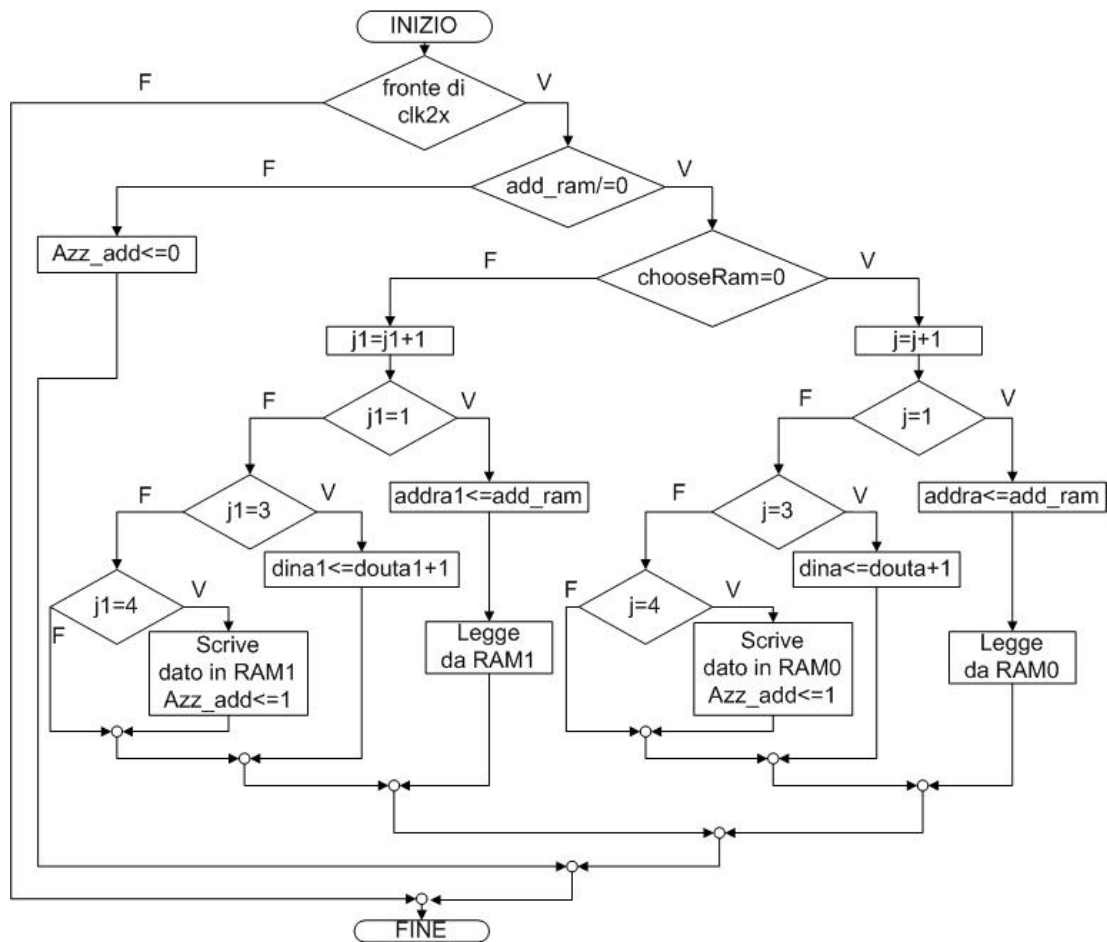 INIZIO
F
V
fronte di
clk2x
F
V
add_ram/=0
Azz_add<=0
F
V
chooseRam=0
j1=j1+1
j=j+1
F
V
j1=1
F
V
j=1
F
V
j1=3
addra1<=add_ram
F
V
j=3
addra<=add_ram
dina1<=douta1+1
dina<=douta+1
j1=4
V
F
F
j=4
V
Scrive
dato in RAM1
Azz_add<=1
Legge
da RAM1
Scrive
dato in RAM0
Azz_add<=1
Legge
da RAM0
FINE